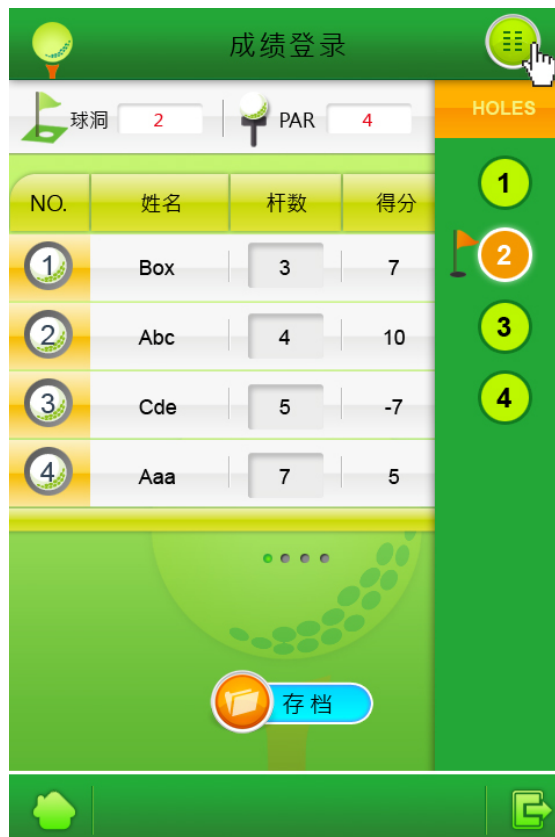 成绩登录
球洞 2 PAR 4
HOLES
NO. 姓名 杆数 得分
1 Box 3 7
2 Abc 4 10
3 Cde 5 -7
4 Aaa 7 5
1
2
3
4
存档